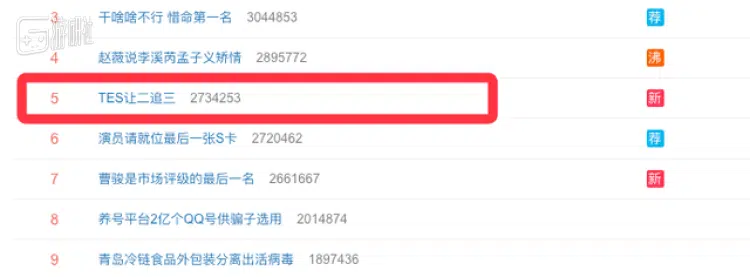 游研社
3 干啥啥不行 惜命第一名 3044853 荐
4 赵薇说李溪芮孟子义矫情 2895772 沸
5 TES让二追三 2734253 新
6 演员请就位最后一张S卡 2720462 荐
7 曹骏是市场评级的最后一名 2661667 新
8 养号平台2亿个QQ号供骗子选用 2014874
9 青岛冷链食品外包装分离出活病毒 1897436